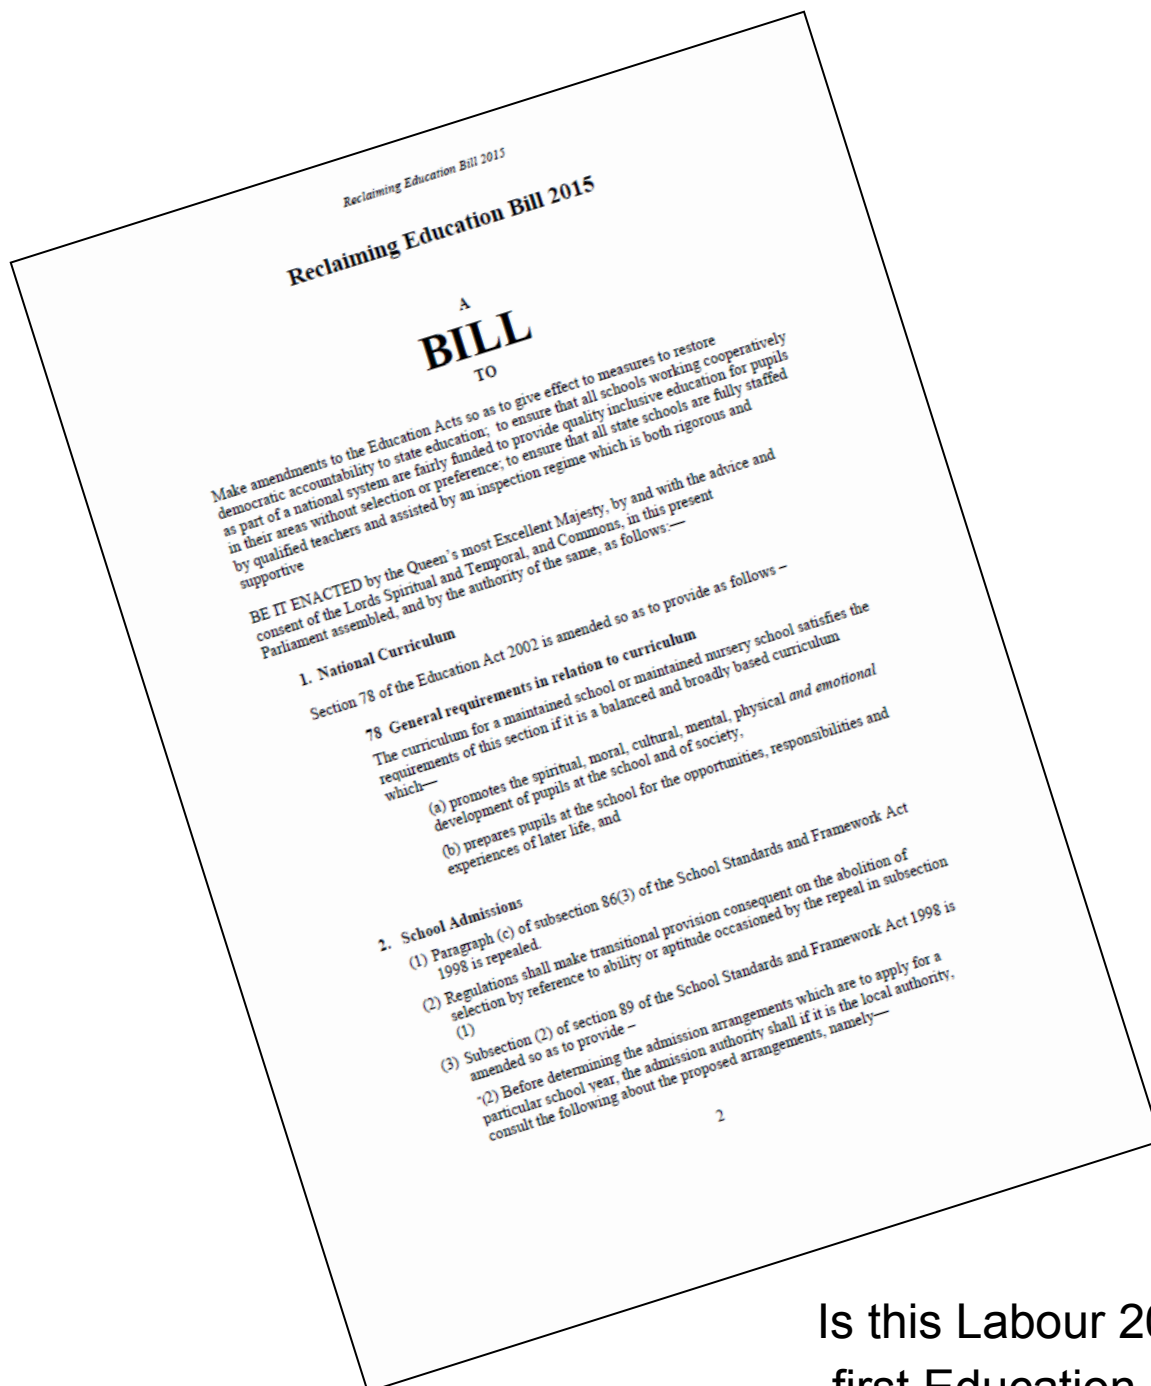 Reclaiming Education Bill 2015
Reclaiming Education Bill 2015
A
BILL
TO
Make amendments to the Education Acts so as to give effect to measures to restore
democratic accountability to state education; to ensure that all schools working cooperatively
as part of a national system are fairly funded to provide quality inclusive education for pupils
in their areas without selection or preference; to ensure that all state schools are fully staffed
by qualified teachers and assisted by an inspection regime which is both rigorous and
supportive
BE IT ENACTED by the Queen's most Excellent Majesty, by and with the advice and
consent of the Lords Spiritual and Temporal, and Commons, in this present
Parliament assembled, and by the authority of the same, as follows:—
1. National Curriculum
Section 78 of the Education Act 2002 is amended so as to provide as follows –
78 General requirements in relation to curriculum
The curriculum for a maintained school or maintained nursery school satisfies the
requirements of this section if it is a balanced and broadly based curriculum
which—
(a) promotes the spiritual, moral, cultural, mental, physical and emotional
development of pupils at the school and of society,
(b) prepares pupils at the school for the opportunities, responsibilities and
experiences of later life, and
2. School Admissions
(1) Paragraph (c) of subsection 86(3) of the School Standards and Framework Act
1998 is repealed.
(2) Regulations shall make transitional provision consequent on the abolition of
selection by reference to ability or aptitude occasioned by the repeal in subsection
(1)
(3) Subsection (2) of section 89 of the School Standards and Framework Act 1998 is
amended so as to provide –
"(2) Before determining the admission arrangements which are to apply for a
particular school year, the admission authority shall if it is the local authority,
consult the following about the proposed arrangements, namely—
2
Is this Labour
first Education